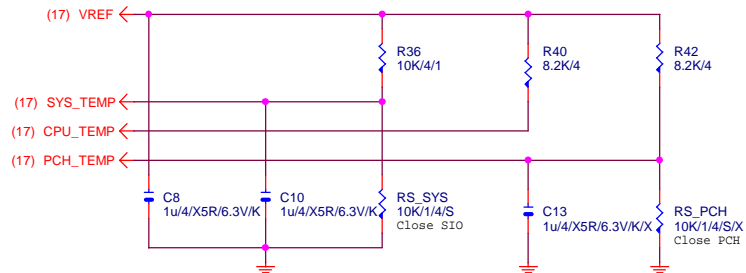 (17) VREF
R36
10K/4/1
R40
8.2K/4
R42
8.2K/4
(17) SYS_TEMP
(17) CPU_TEMP
(17) PCH_TEMP
C8
1u/4/X5R/6.3V/K
C10
1u/4/X5R/6.3V/K
RS_SYS
10K/1/4/S
Close SIO
C13
1u/4/X5R/6.3V/K/X
RS_PCH
10K/1/4/S/X
Close PCH